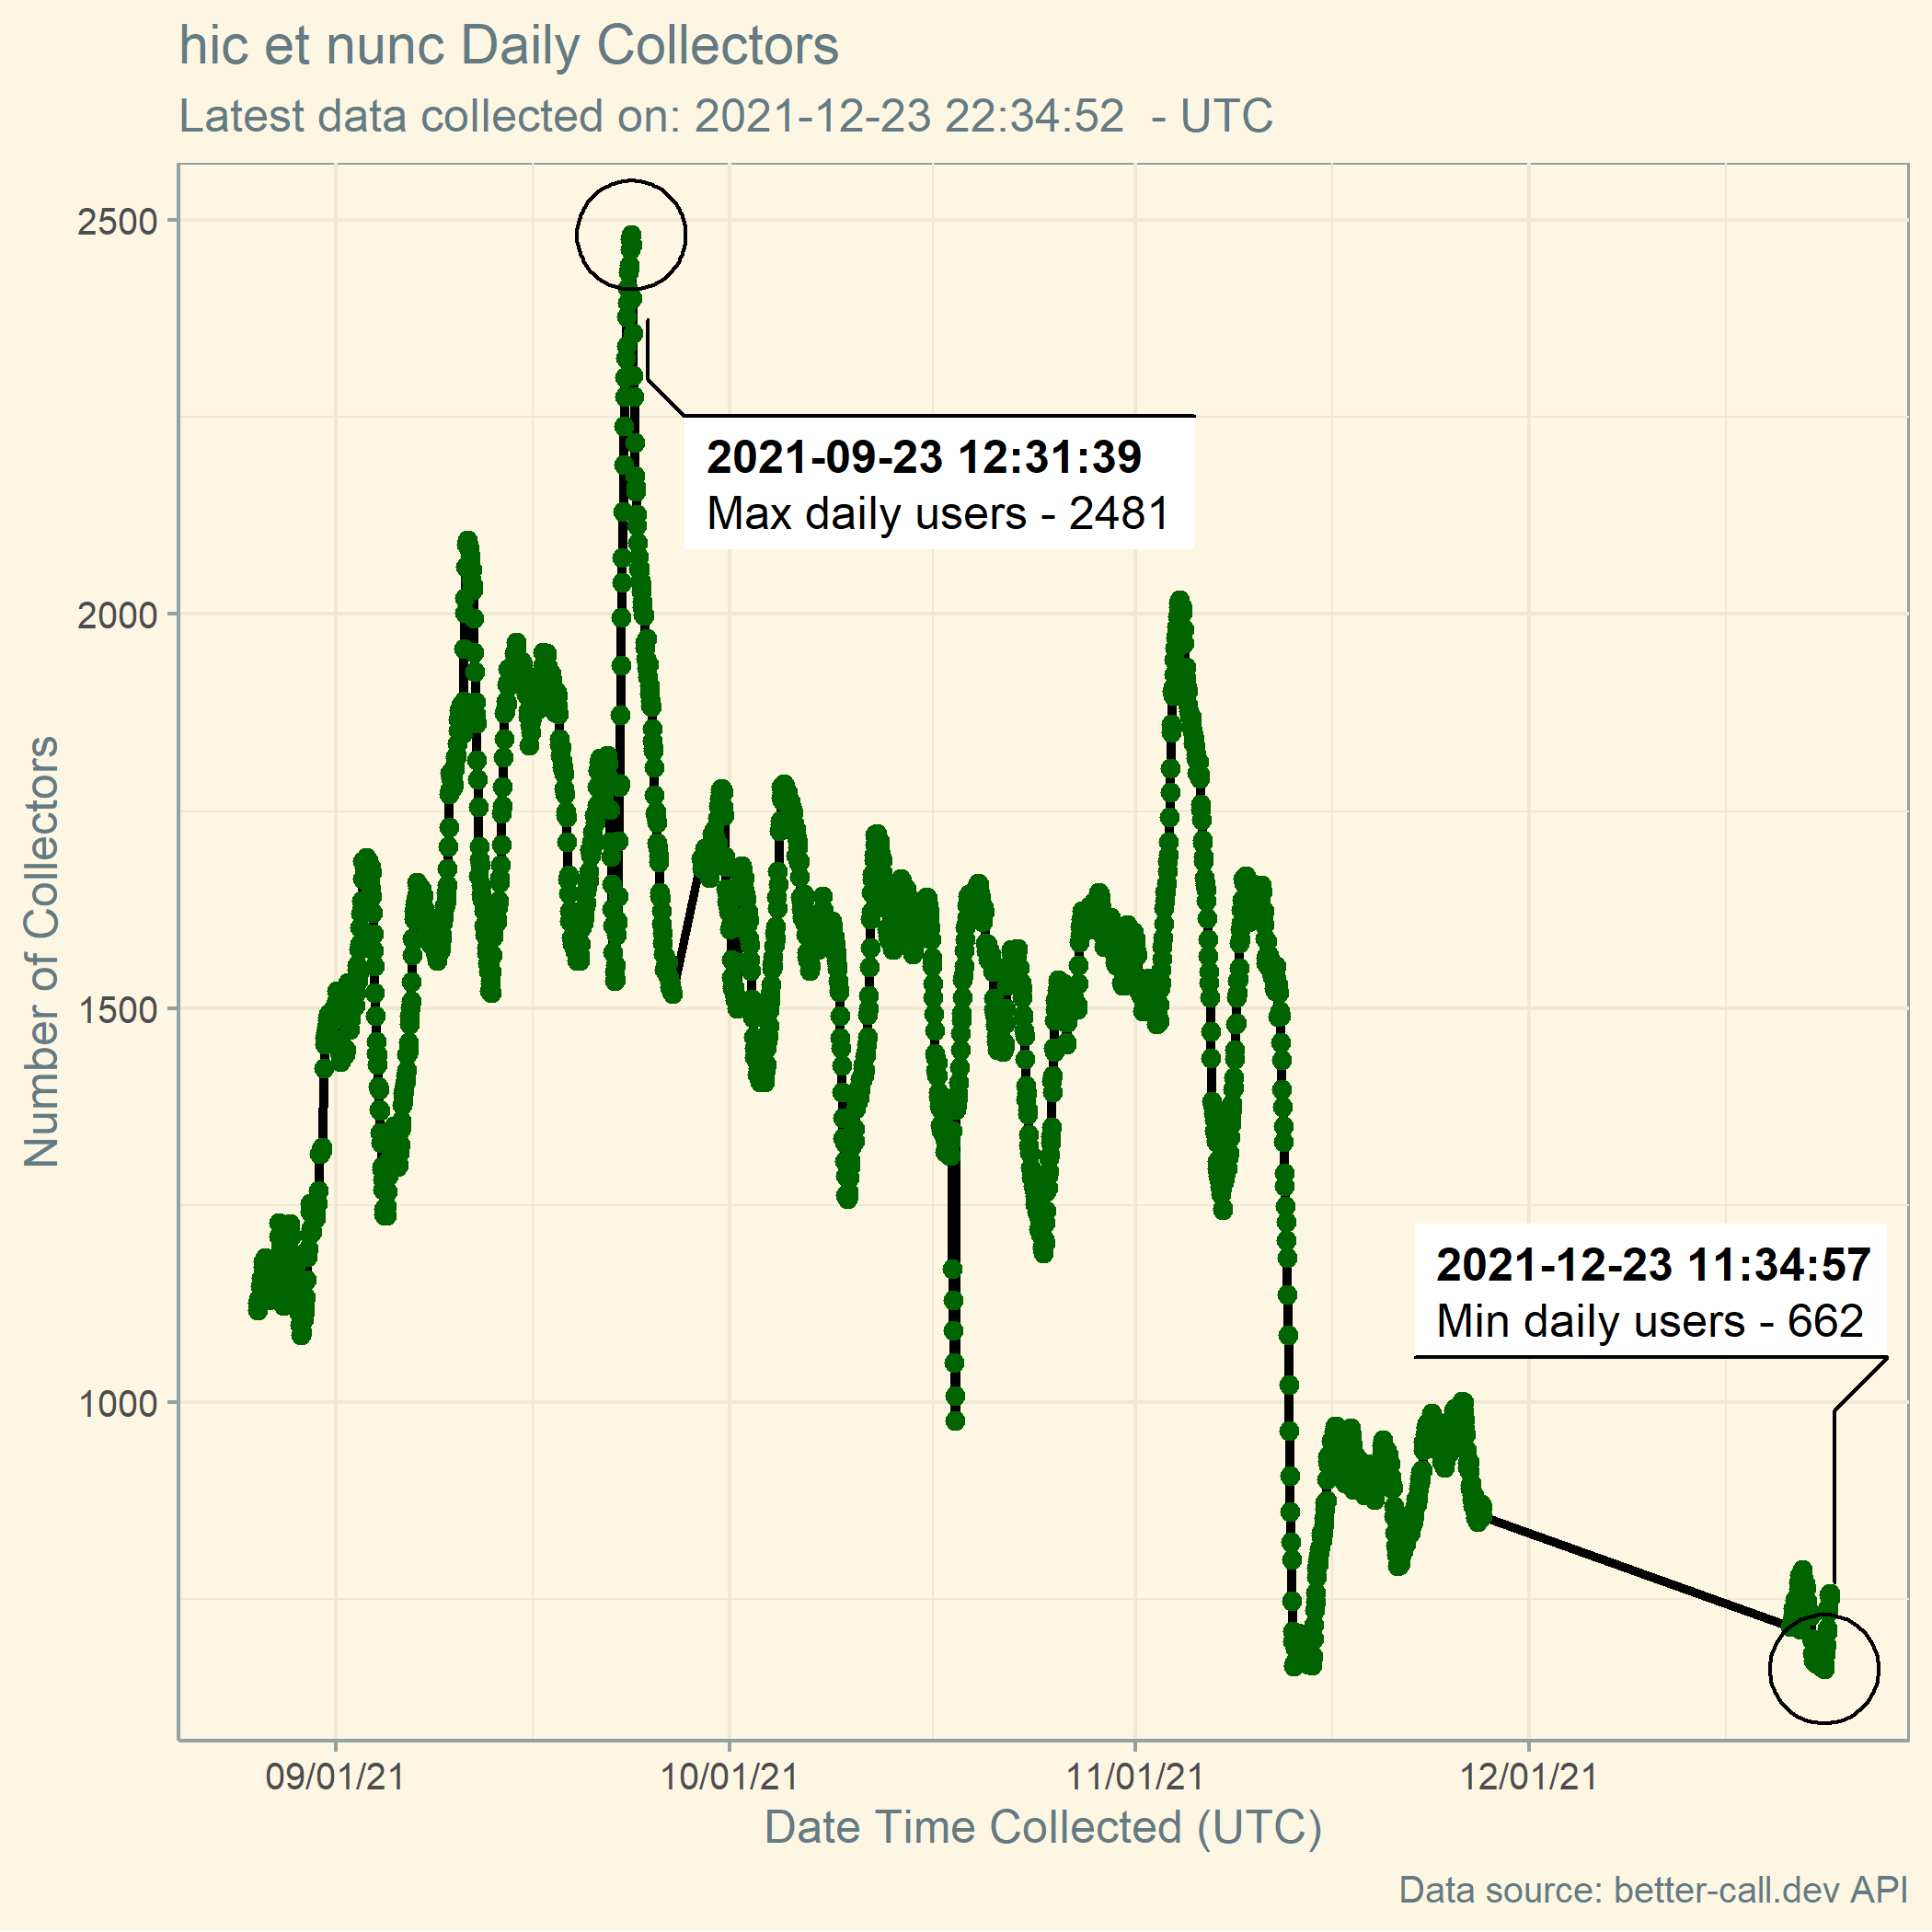 hic et nunc Daily Collectors
Latest data collected on: 2021-12-23 22:34:52  - UTC
Number of Collectors
2500
2000
1500
1000
2021-09-23 12:31:39
Max daily users - 2481
2021-12-23 11:34:57
Min daily users - 662
09/01/21
10/01/21
11/01/21
12/01/21
Date Time Collected (UTC)
Data source: better-call.dev API